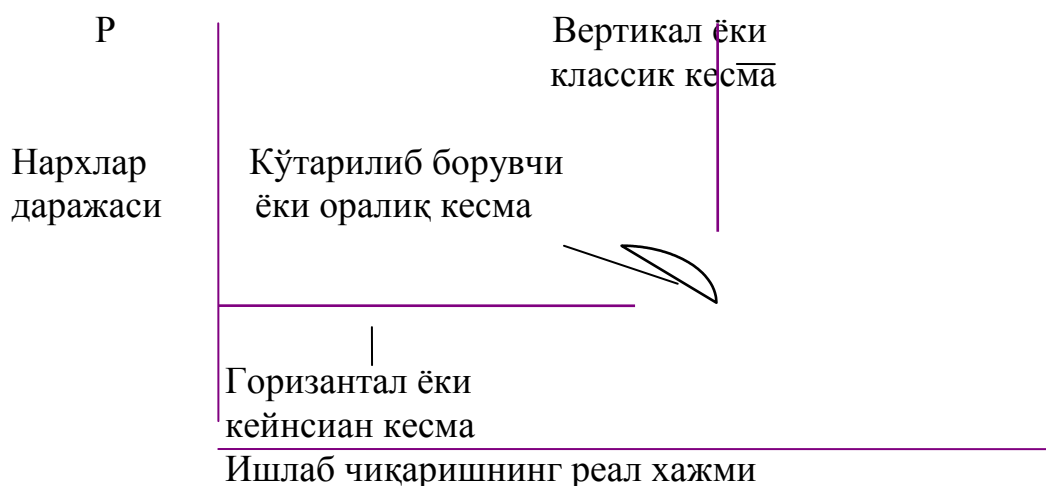 Р
Вертикал ёки
классик кесма
Нархлар
даражаси
Кўтарилиб борувчи
ёки оралиқ кесма
Горизантал ёки
кейнсиан кесма
Ишлаб чиқаришнинг реал хажми